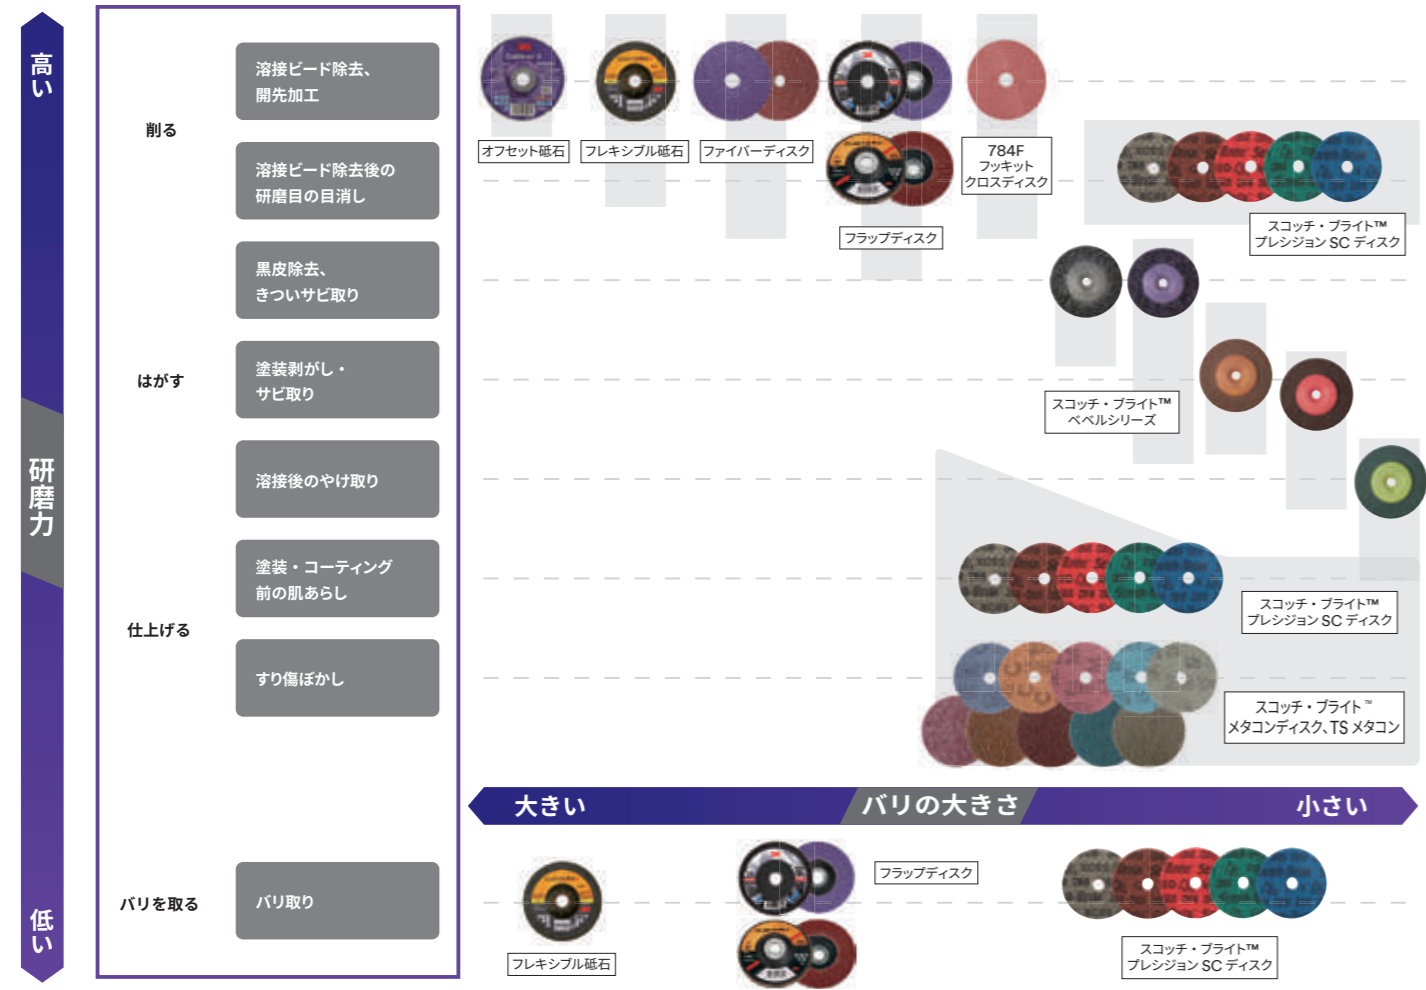 高い
研磨力
低い
削る
溶接ビード除去、
開先加工
溶接ビード除去後の
研磨目の目消し
はがす
黒皮除去、
きついサビ取り
塗装剥がし・
サビ取り
溶接後のやけ取り
仕上げる
塗装・コーティング
前の肌あらし
すり傷ぼかし
バリを取る
バリ取り
オフセット砥石
フレキシブル砥石
ファイバーディスク
フラップディスク
784F
フッキット
クロスディスク
スコッチ・ブライト™
プレシジョン SC ディスク
スコッチ・ブライト™
ベベルシリーズ
スコッチ・ブライト™
プレシジョン SC ディスク
スコッチ・ブライト™
メタコンディスク、TS メタコン
大きい
バリの大きさ
小さい
フレキシブル砥石
フラップディスク
スコッチ・ブライト™
プレシジョン SC ディスク